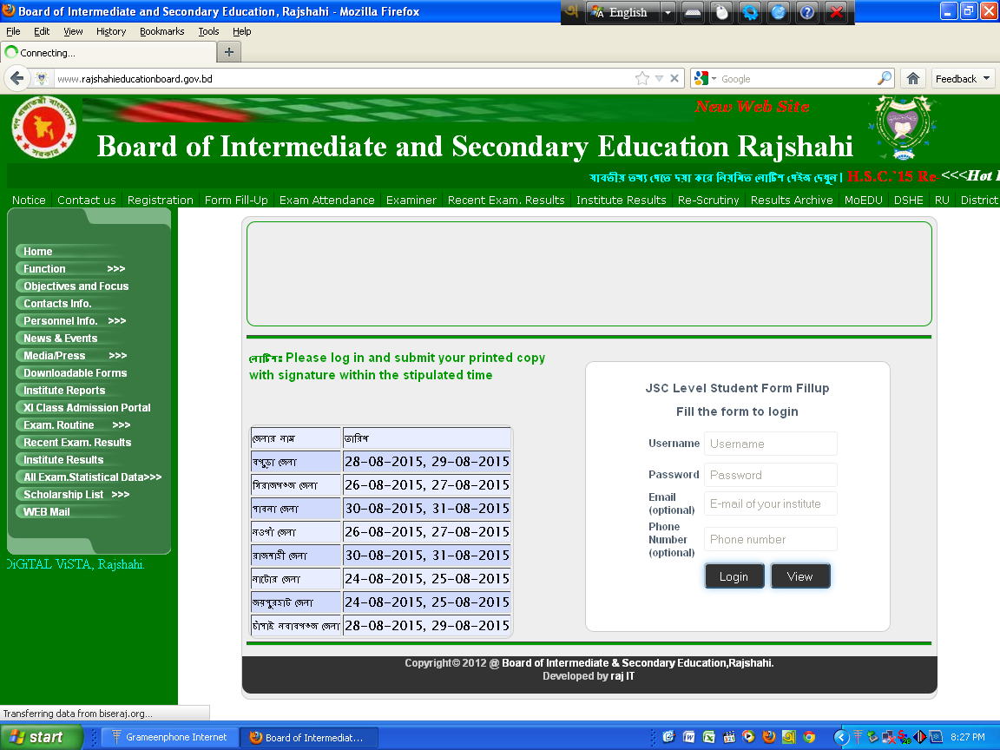 Board of Intermediate and Secondary Education, Rajshahi - Mozilla Firefox
English
File Edit View History Bookmarks Tools Help
Connecting...
www.rajshahieducationboard.gov.bd
Google
Feedback
New Web Site
Board of Intermediate and Secondary Education Rajshahi
যাবতীয় তথ্য পেতে দয়া করে নিয়মিত নোটিশ পেইজ দেখুন। H.S.C.`15 Re <<<Hot
Notice Contact us Registration Form Fill-Up Exam Attendance Examiner Recent Exam. Results Institute Results Re-Scrutiny Results Archive MoEDU DSHE RU District
Home
Function >>>
Objectives and Focus
Contacts Info.
Personnel Info. >>>
News & Events
Media/Press >>>
Downloadable Forms
Institute Reports
XI Class Admission Portal
Exam. Routine >>>
Recent Exam. Results
Institute Results
All Exam.Statistical Data>>>
Scholarship List >>>
WEB Mail
DiGiTAL ViSTA, Rajshahi.
নোটিশঃ Please log in and submit your printed copy
with signature within the stipulated time
জেলার নাম তারিখ
বগুড়া জেলা 28-08-2015, 29-08-2015
সিরাজগঞ্জ জেলা 26-08-2015, 27-08-2015
পাবনা জেলা 30-08-2015, 31-08-2015
নওগাঁ জেলা 26-08-2015, 27-08-2015
রাজশাহী জেলা 30-08-2015, 31-08-2015
নাটোর জেলা 24-08-2015, 25-08-2015
জয়পুরহাট জেলা 24-08-2015, 25-08-2015
চাঁপাই নবাবগঞ্জ জেলা 28-08-2015, 29-08-2015
JSC Level Student Form Fillup
Fill the form to login
Username Username
Password Password
Email
(optional) E-mail of your institute
Phone
Number
(optional) Phone number
Login View
Copyright© 2012 @ Board of Intermediate & Secondary Education,Rajshahi.
Developed by raj IT
Transferring data from biseraj.org...
start Grameenphone Internet Board of Intermediat... 8:27 PM